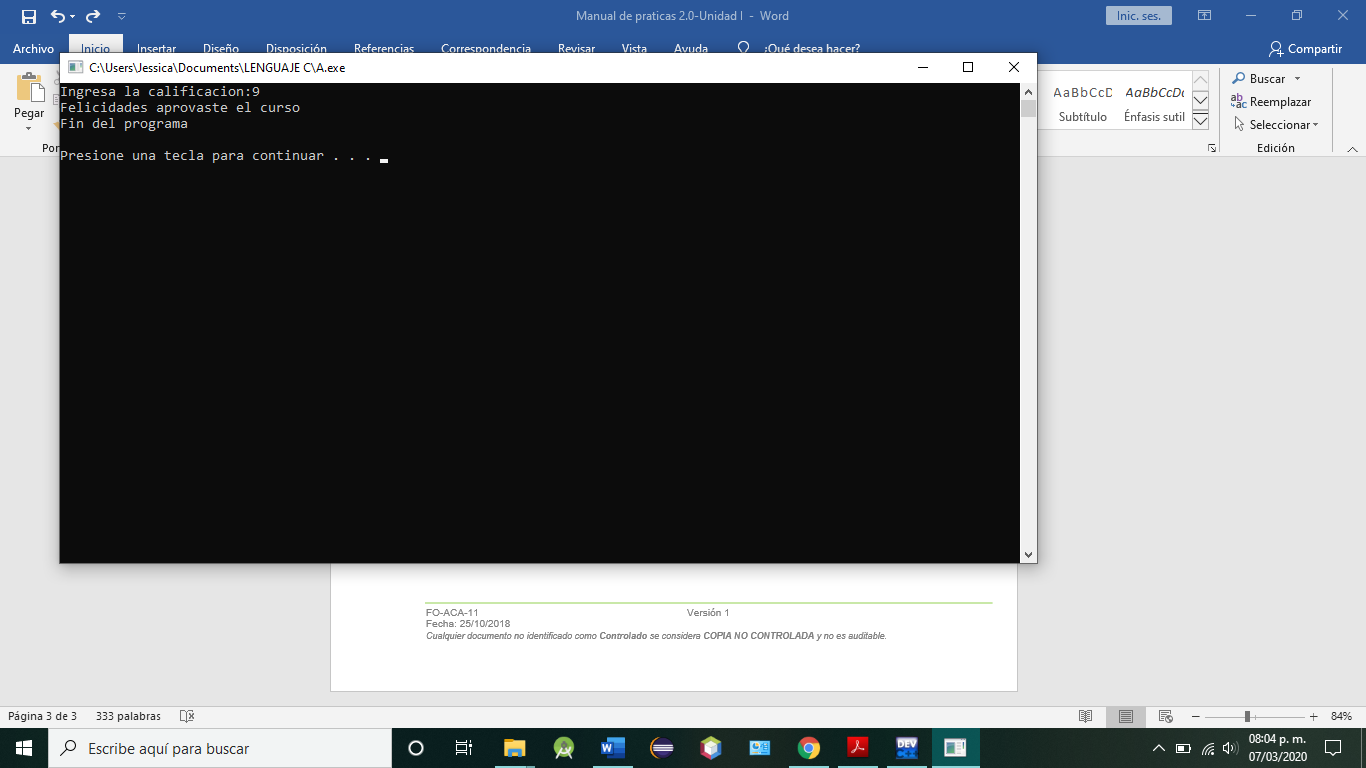 Manual de praticas 2.0-Unidad I - Word
Inic. ses.
Archivo Inicio Insertar Diseño Disposición Referencias Correspondencia Revisar Vista Ayuda ¿Qué desea hacer? Compartir
C:\Users\Jessica\Documents\LENGUAJE C\A.exe
Ingresa la calificacion:9
Felicidades aprovaste el curso
Fin del programa
Presione una tecla para continuar . . .
Pegar
Por
AaBbCcD AaBbCcDc
Subtítulo Énfasis sutil
Buscar
Reemplazar
Seleccionar
Edición
FO-ACA-11 Versión 1
Fecha: 25/10/2018
Cualquier documento no identificado como Controlado se considera COPIA NO CONTROLADA y no es auditable.
Página 3 de 3 333 palabras 84%
Escribe aquí para buscar
DEV C++
08:04 p. m.
07/03/2020